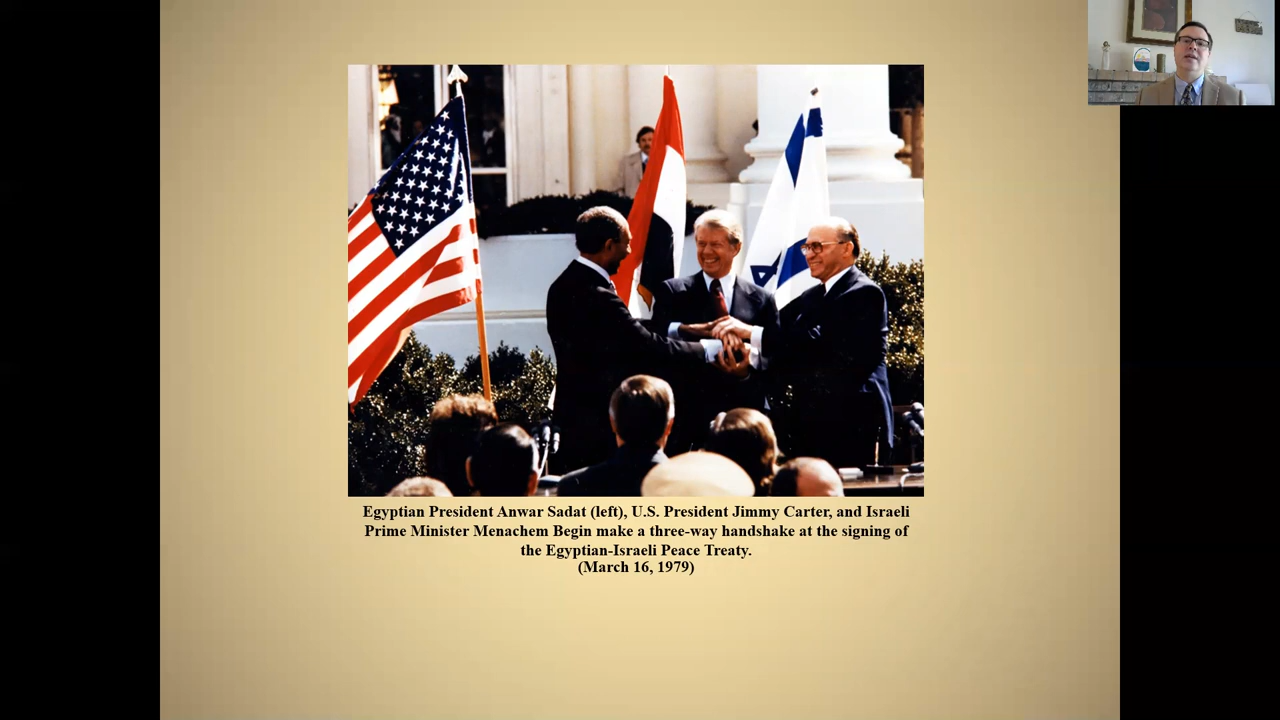 Egyptian President Anwar Sadat (left), U.S. President Jimmy Carter, and Israeli
Prime Minister Menachem Begin make a three-way handshake at the signing of
the Egyptian-Israeli Peace Treaty.
(March 16, 1979)